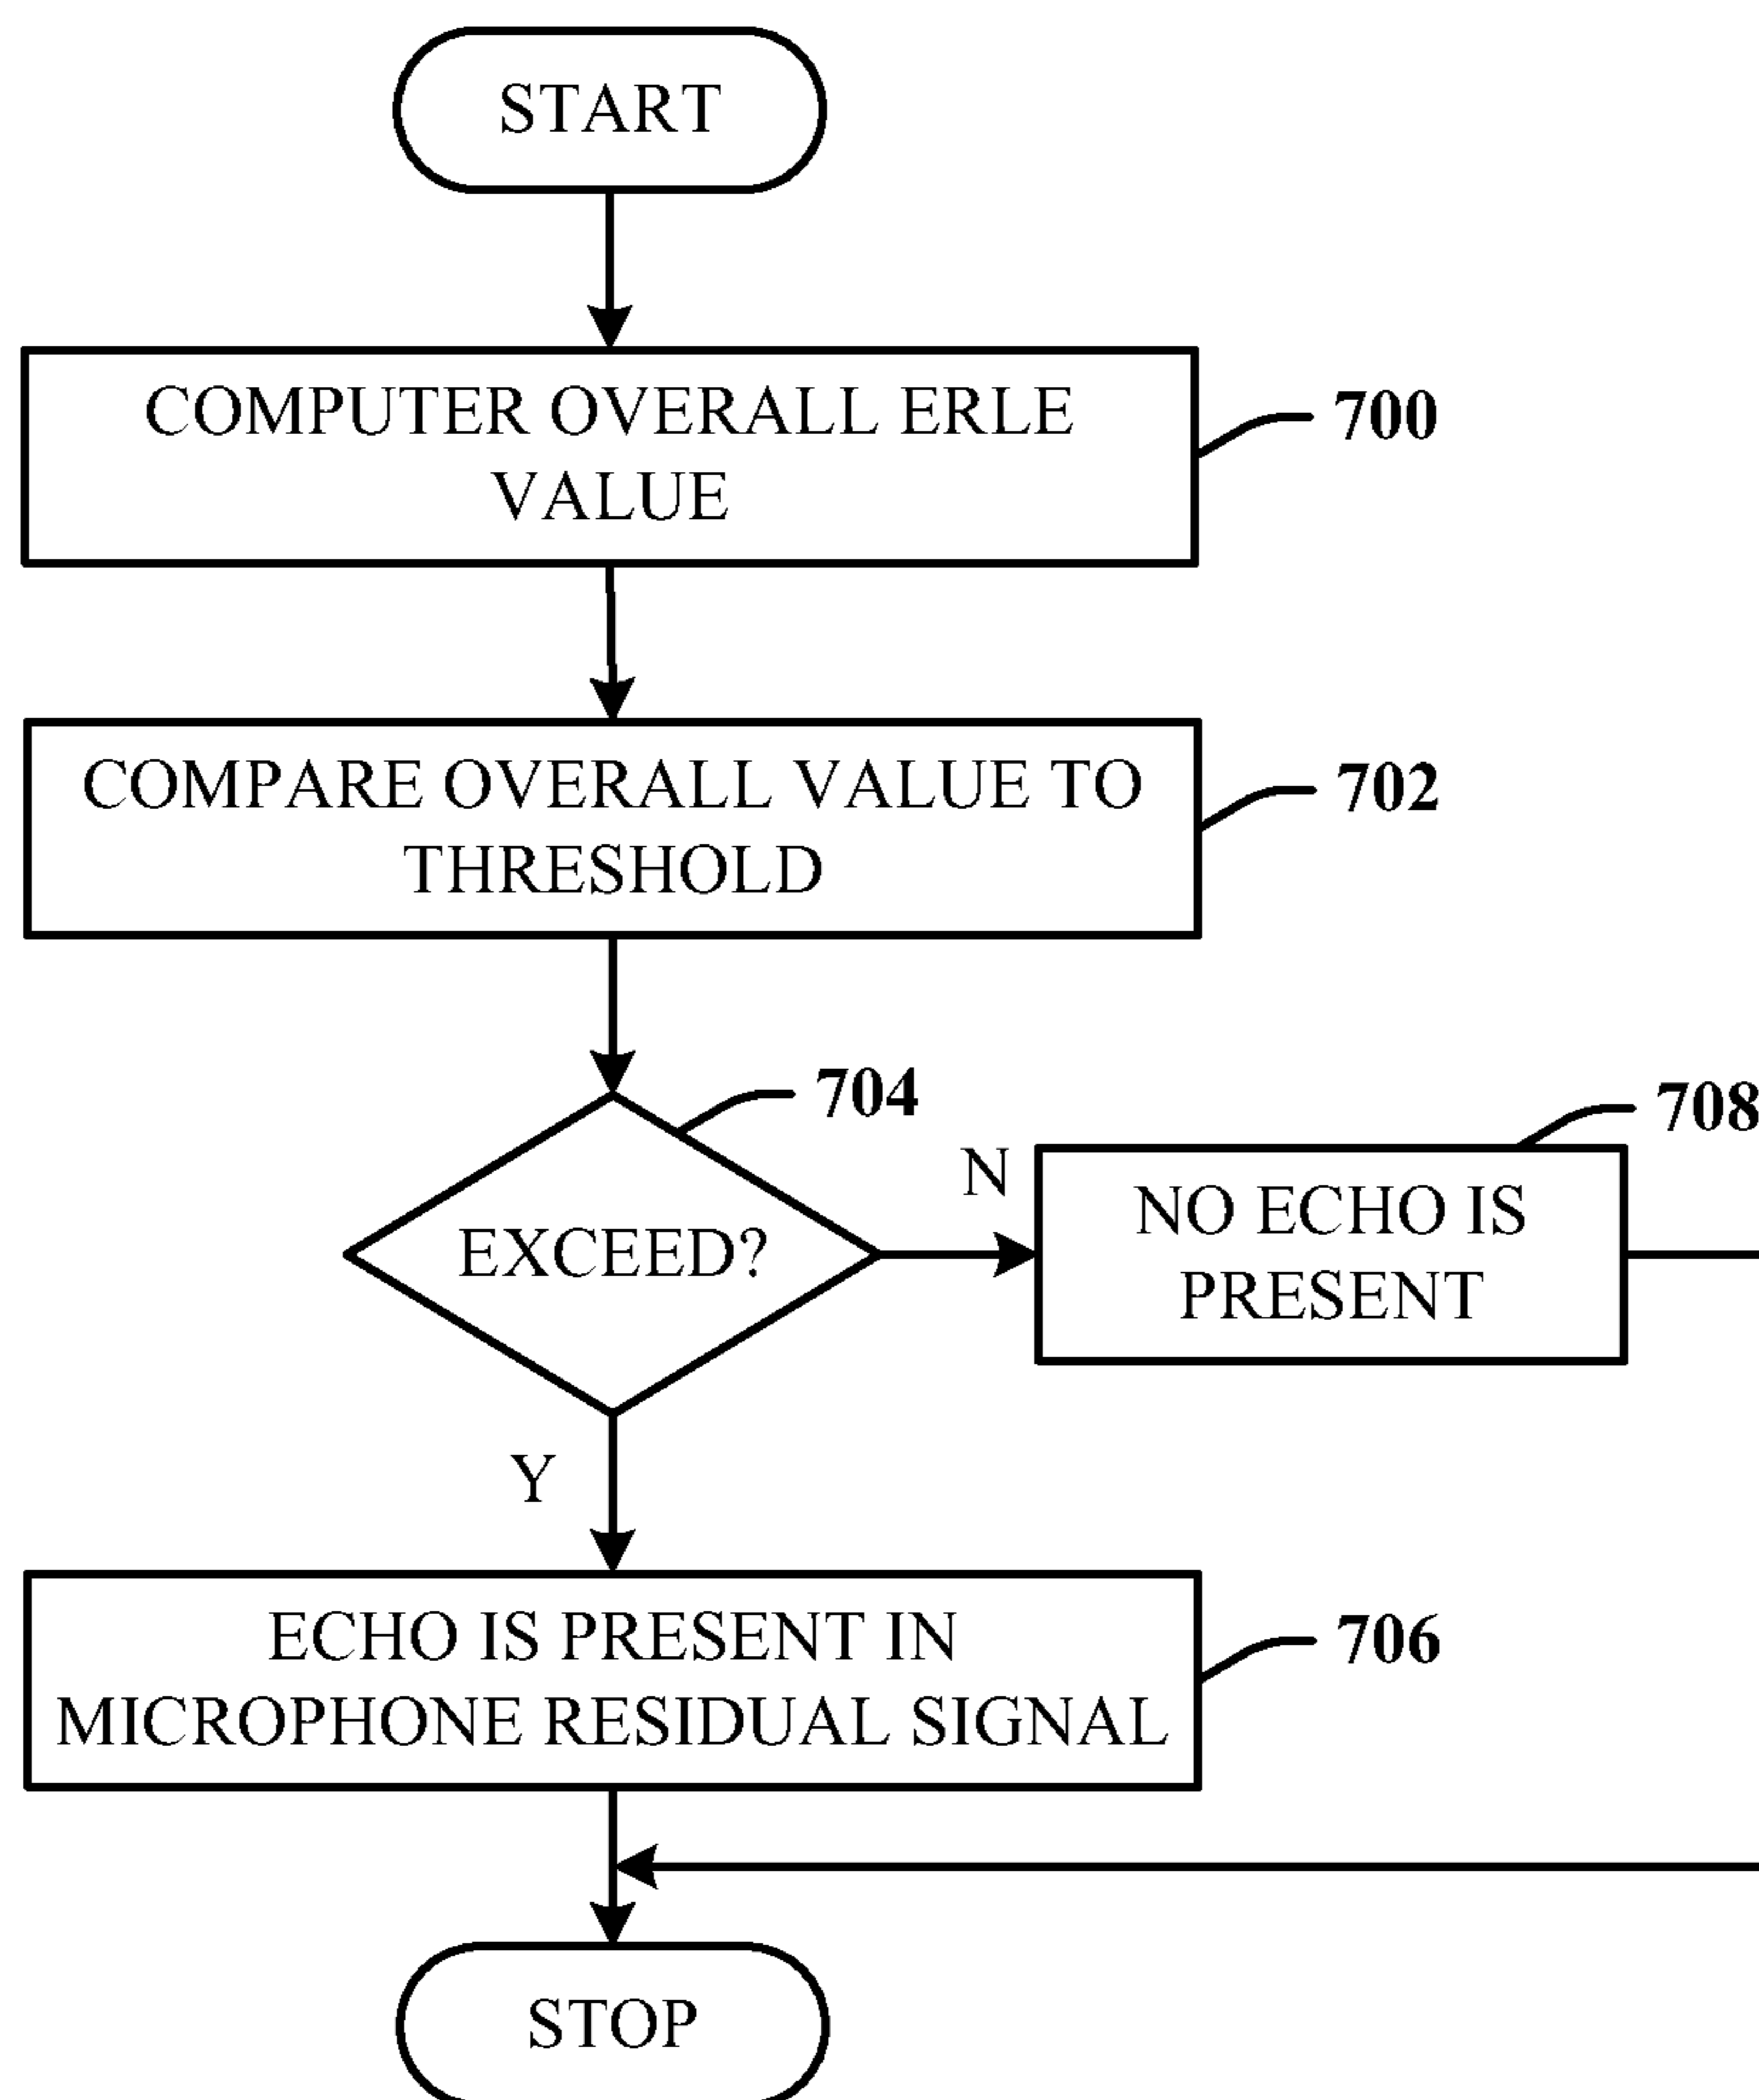 START
COMPUTER OVERALL ERLE
VALUE
700
COMPARE OVERALL VALUE TO
THRESHOLD
702
704
708
N
NO ECHO IS
PRESENT
EXCEED?
Y
ECHO IS PRESENT IN
MICROPHONE RESIDUAL SIGNAL
706
STOP